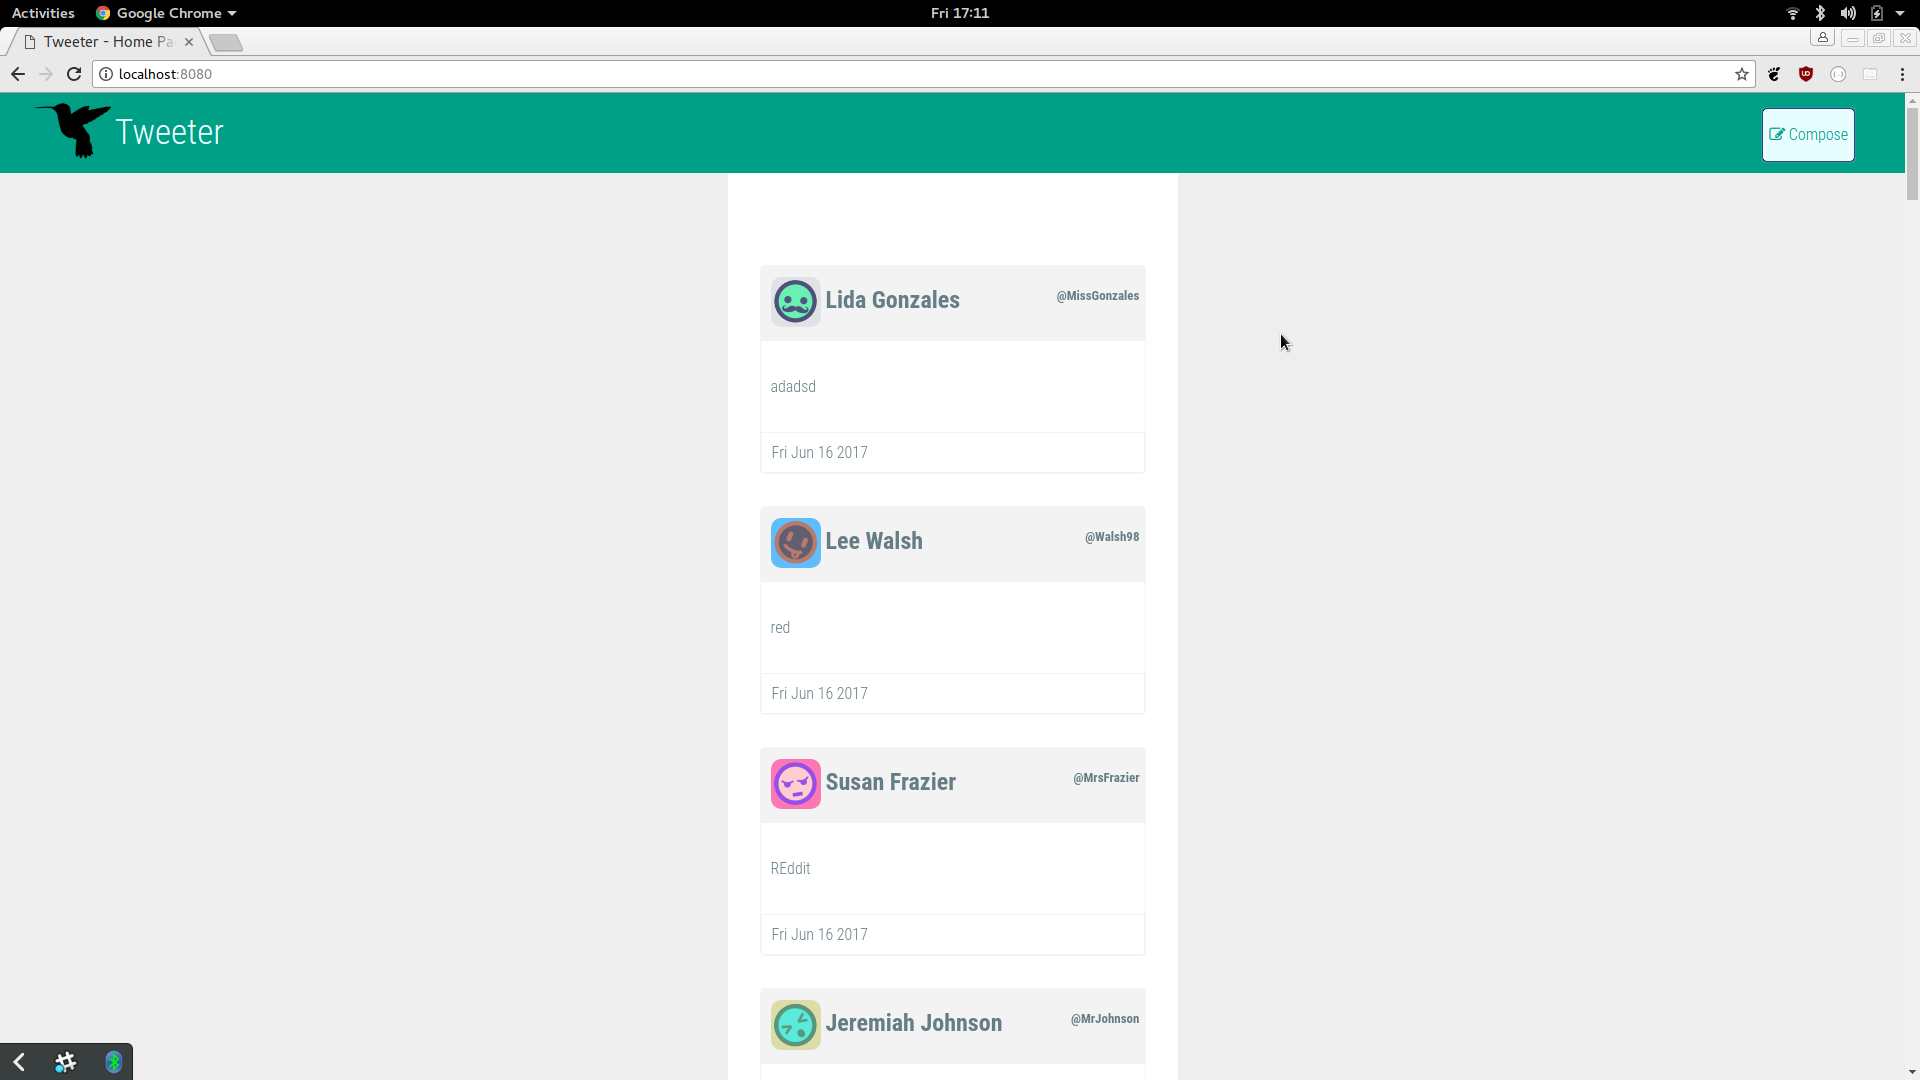 Activities Google Chrome Fri 17:11
Tweeter - Home Pa
localhost:8080
Tweeter Compose
Lida Gonzales @MissGonzales
adadsd
Fri Jun 16 2017
Lee Walsh @Walsh98
red
Fri Jun 16 2017
Susan Frazier @MrsFrazier
REddit
Fri Jun 16 2017
Jeremiah Johnson @MrJohnson